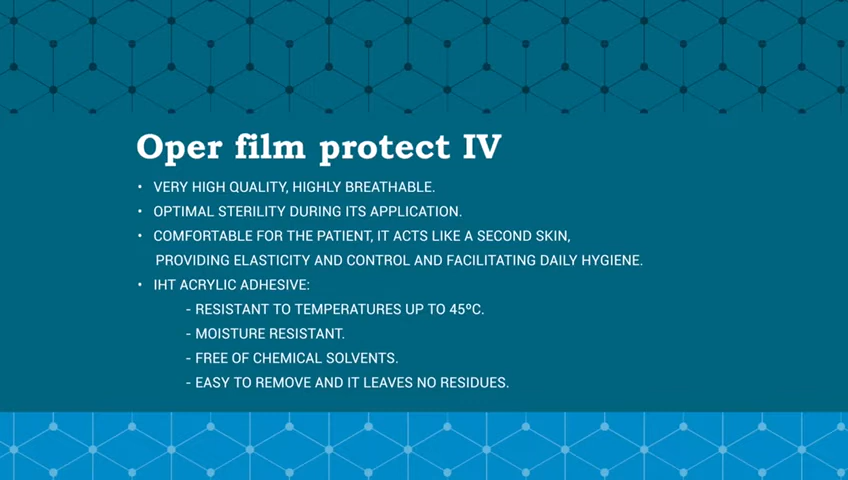 Oper film protect IV
• VERY HIGH QUALITY, HIGHLY BREATHABLE.
• OPTIMAL STERILITY DURING ITS APPLICATION.
• COMFORTABLE FOR THE PATIENT, IT ACTS LIKE A SECOND SKIN,
PROVIDING ELASTICITY AND CONTROL AND FACILITATING DAILY HYGIENE.
• IHT ACRYLIC ADHESIVE:
- RESISTANT TO TEMPERATURES UP TO 45ºC.
- MOISTURE RESISTANT.
- FREE OF CHEMICAL SOLVENTS.
- EASY TO REMOVE AND IT LEAVES NO RESIDUES.